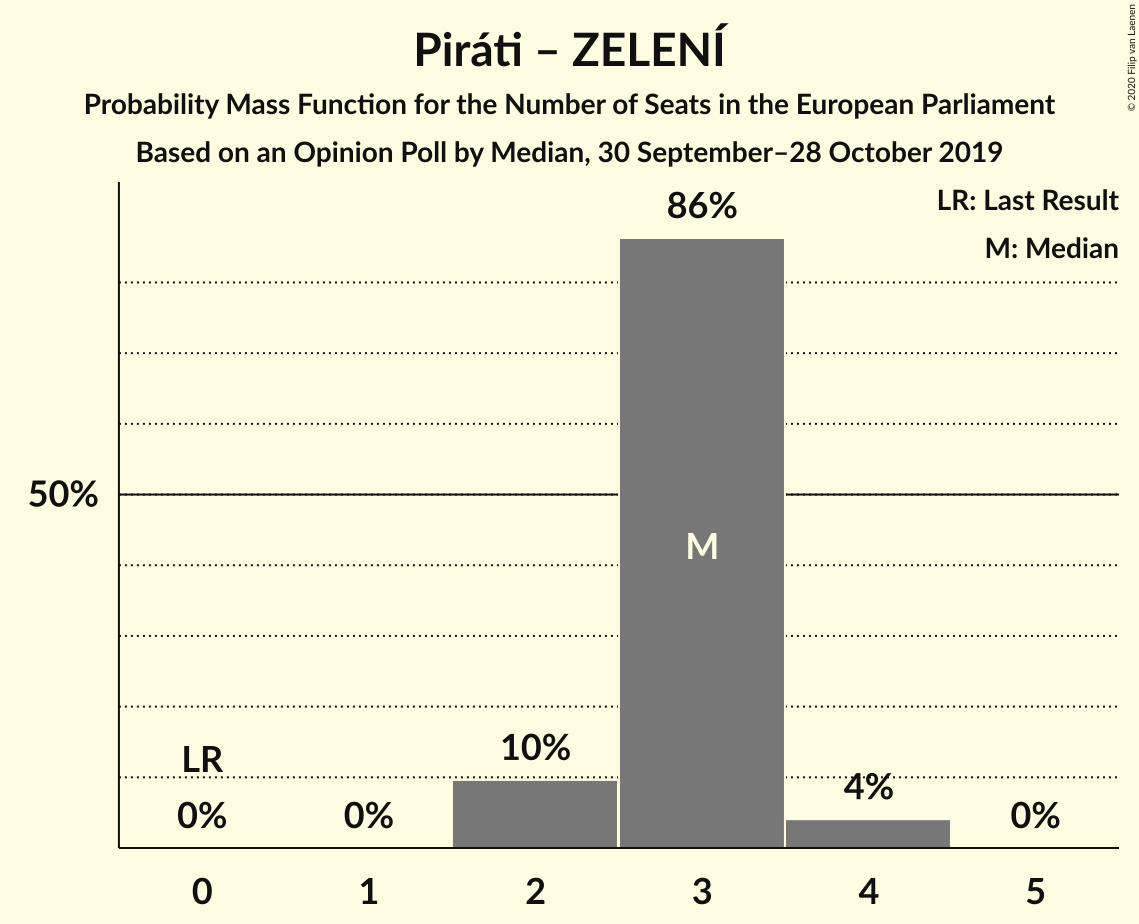 Piráti – ZELENÍ
Probability Mass Function for the Number of Seats in the European Parliament
Based on an Opinion Poll by Median, 30 September–28 October 2019
© 2020 Filip van Laenen
LR: Last Result
M: Median
86%
50%
M
LR
10%
4%
0%
0%
0%
0
1
2
3
4
5